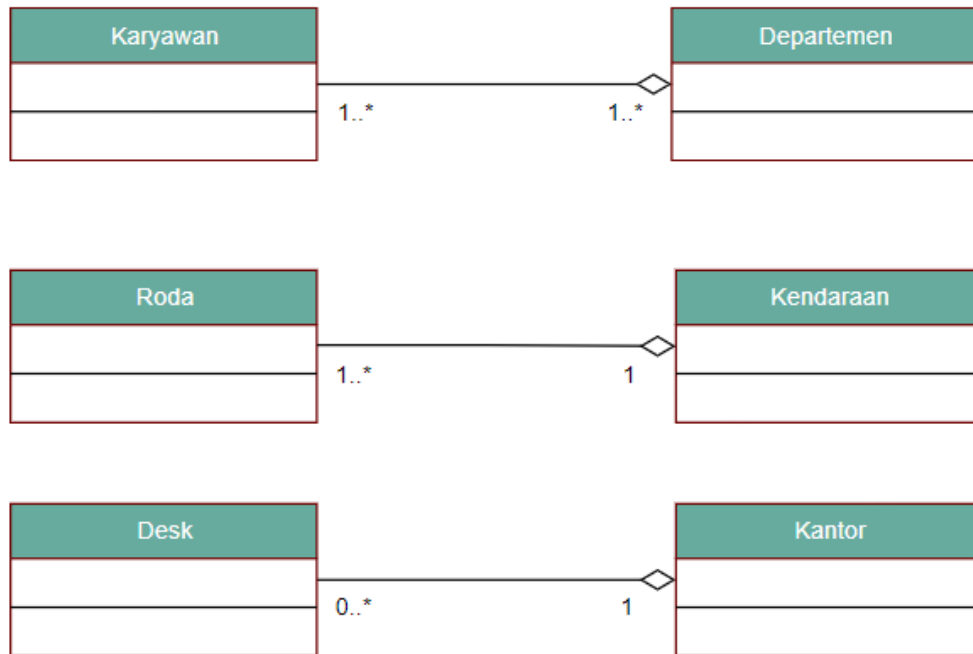 Karyawan
Departemen
1..*
1..*
Roda
Kendaraan
1..*
1
Desk
Kantor
0..*
1